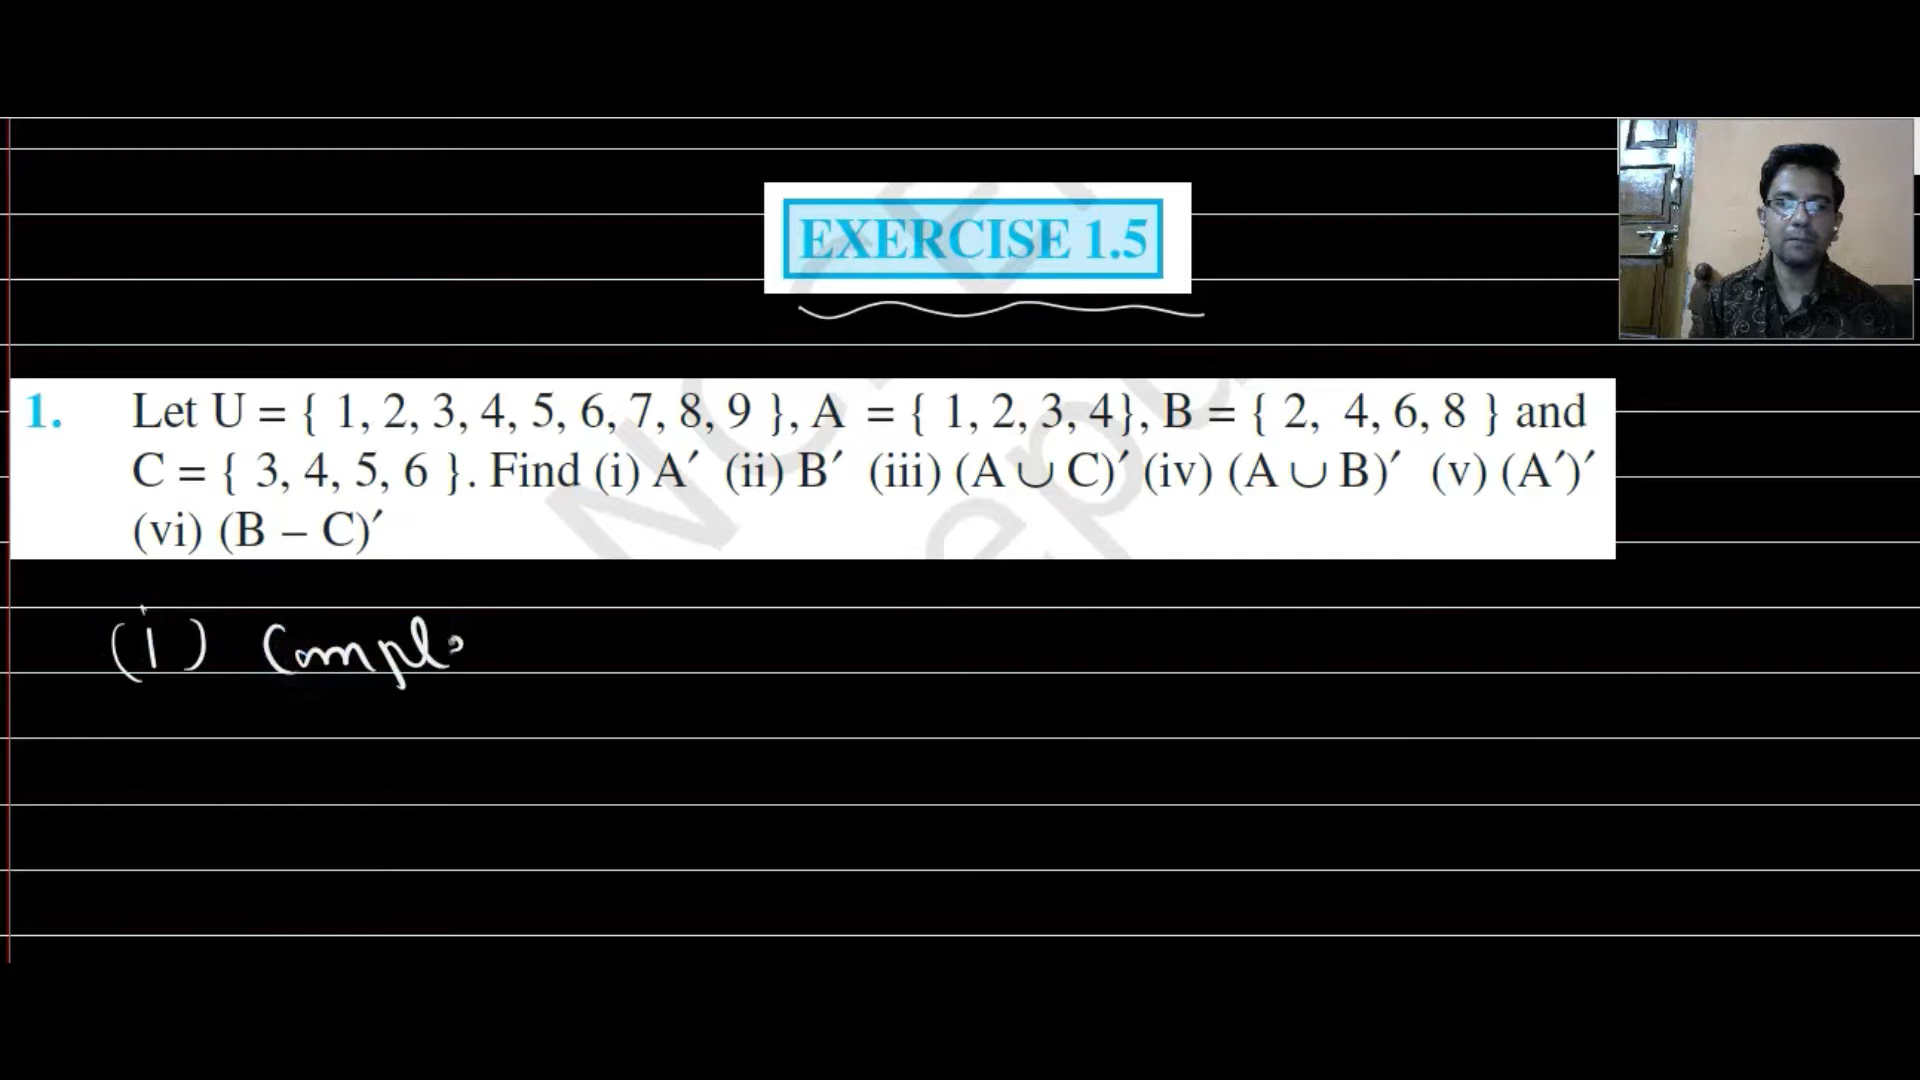 EXERCISE 1.5
1. Let U = { 1, 2, 3, 4, 5, 6, 7, 8, 9 }, A = { 1, 2, 3, 4}, B = { 2, 4, 6, 8 } and
C = { 3, 4, 5, 6 }. Find (i) A′ (ii) B′ (iii) (A ∪ C)′ (iv) (A ∪ B)′ (v) (A′)′
(vi) (B – C)′
(i) Compl